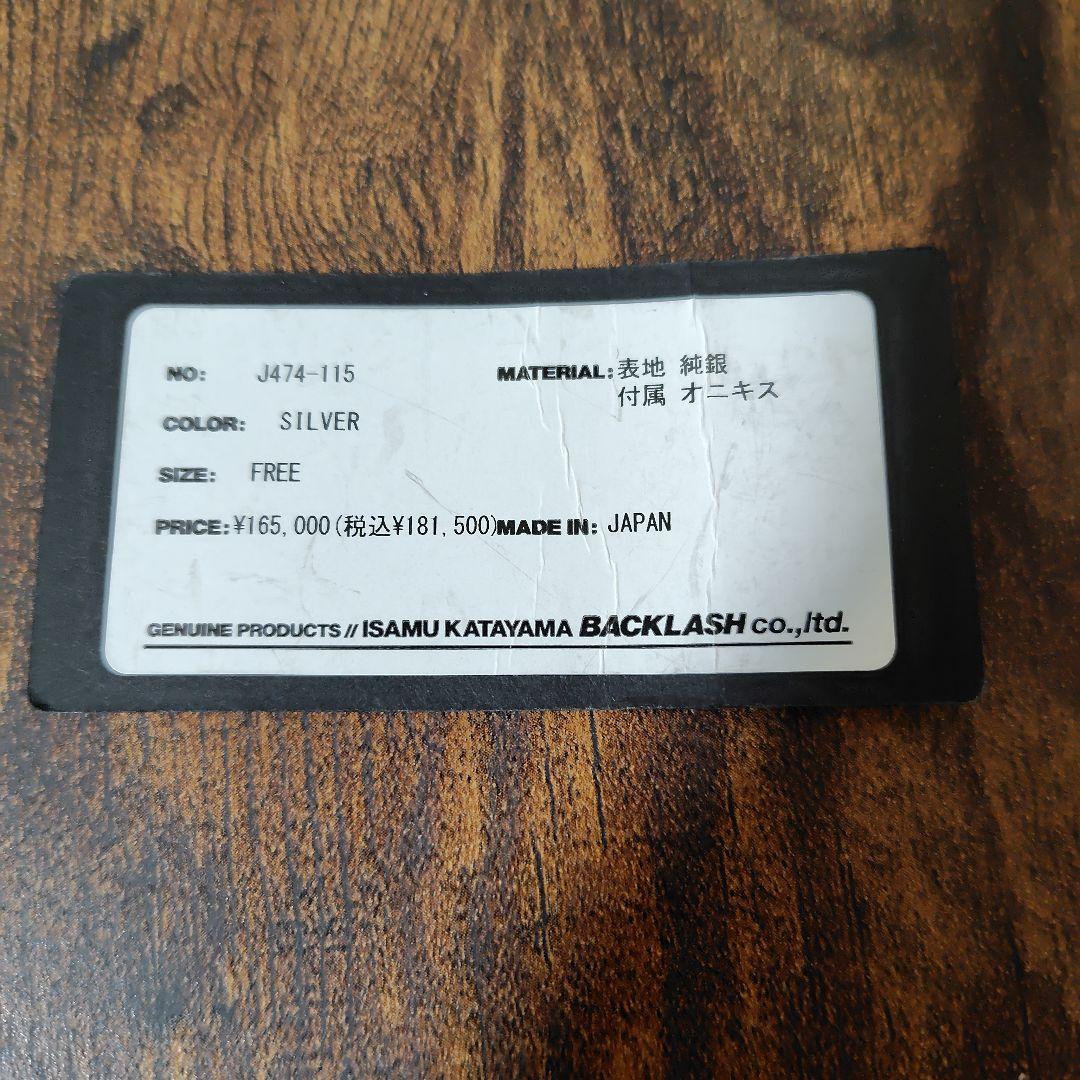 NO: J474-115 MATERIAL: 表地 純銀
付属 オニキス
COLOR: SILVER
SIZE: FREE
PRICE: ¥165,000(税込¥181,500) MADE IN: JAPAN
GENUINE PRODUCTS // ISAMU KATAYAMA BACKLASH co.,ltd.